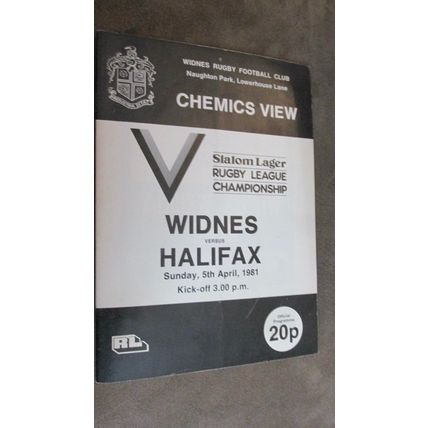 WIDNES RUGBY FOOTBALL CLUB
Naughton Park, Lowerhouse Lane
CHEMICS VIEW
Slalom Lager
RUGBY LEAGUE
CHAMPIONSHIP
WIDNES
VERSUS
HALIFAX
Sunday, 5th April, 1981
Kick-off 3.00 p.m.
RL
Official
Programme
20p